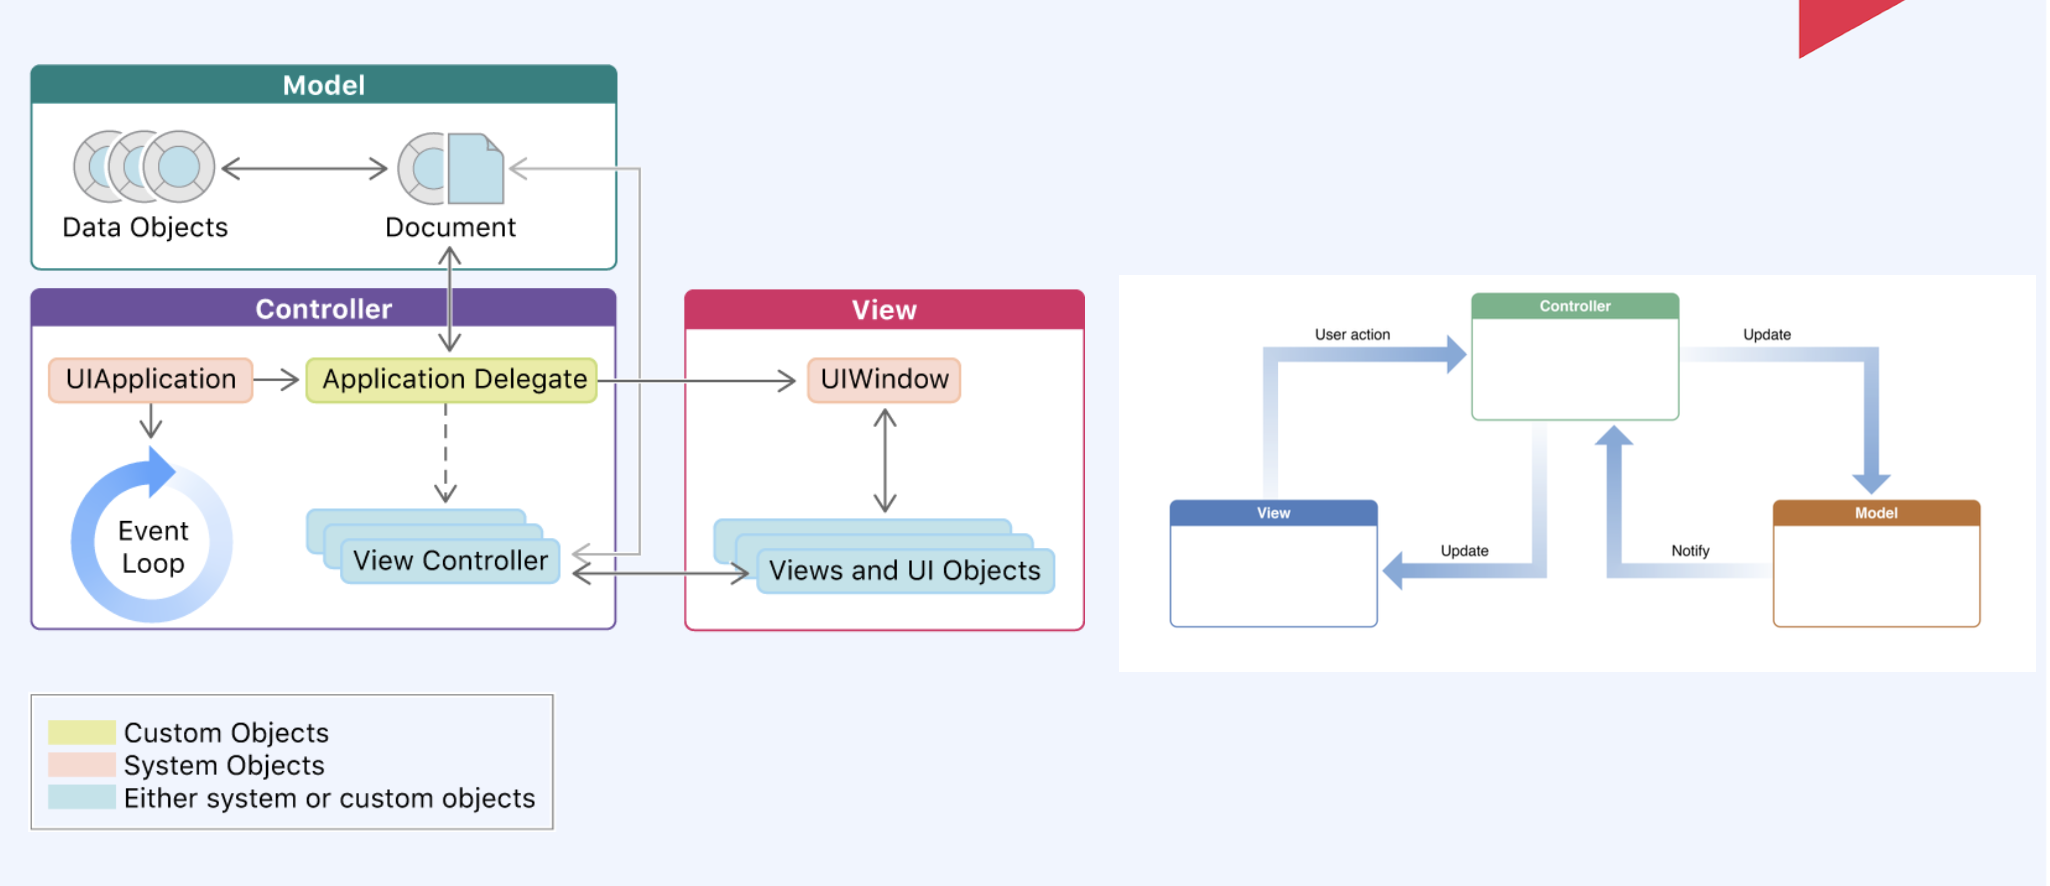 Model
Data Objects
Document
Controller
UIApplication
Application Delegate
Event
Loop
View Controller
View
UIWindow
Views and UI Objects
Custom Objects
System Objects
Either system or custom objects
Controller
User action
Update
View
Update
Notify
Model